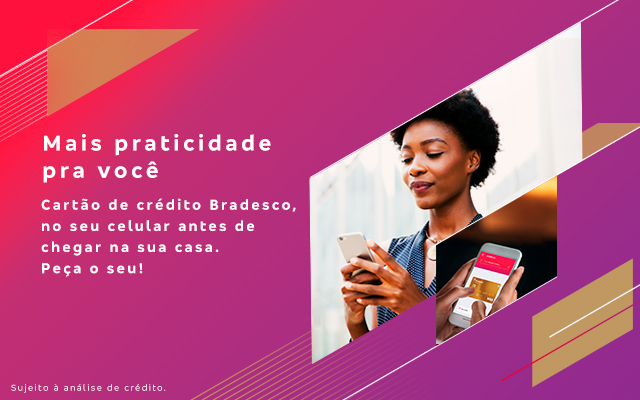 Mais praticidade
pra você
Cartão de crédito Bradesco,
no seu celular antes de
chegar na sua casa.
Peça o seu!
Sujeito à análise de crédito.